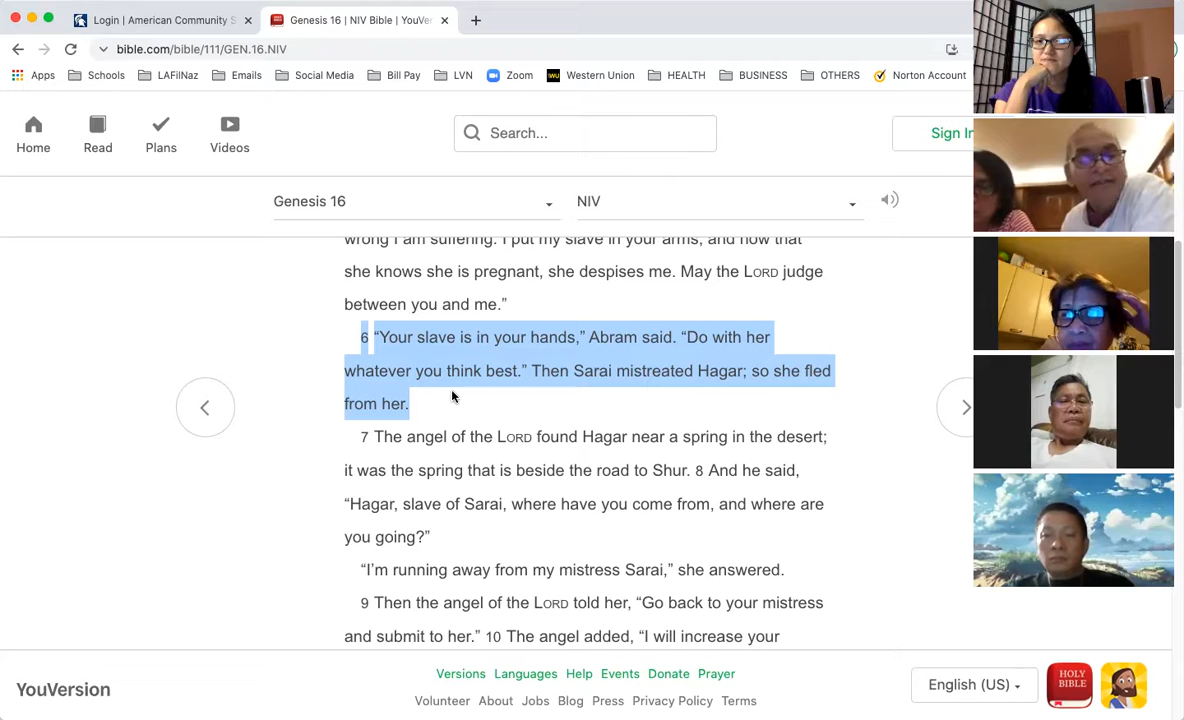 Login | American Community S
Genesis 16 | NIV Bible | YouVer
bible.com/bible/111/GEN.16.NIV
Apps Schools LAFilNaz Emails Social Media Bill Pay LVN Zoom Western Union HEALTH BUSINESS OTHERS Norton Account
Home Read Plans Videos
Search...
Sign In
Genesis 16 NIV
wrong I am suffering. I put my slave in your arms, and now that
she knows she is pregnant, she despises me. May the LORD judge
between you and me.”
6 “Your slave is in your hands,” Abram said. “Do with her
whatever you think best.” Then Sarai mistreated Hagar; so she fled
from her.
7 The angel of the LORD found Hagar near a spring in the desert;
it was the spring that is beside the road to Shur. 8 And he said,
“Hagar, slave of Sarai, where have you come from, and where are
you going?”
“I’m running away from my mistress Sarai,” she answered.
9 Then the angel of the LORD told her, “Go back to your mistress
and submit to her.” 10 The angel added, “I will increase your
YouVersion
Versions Languages Help Events Donate Prayer
Volunteer About Jobs Blog Press Privacy Policy Terms
English (US)
HOLY
BIBLE